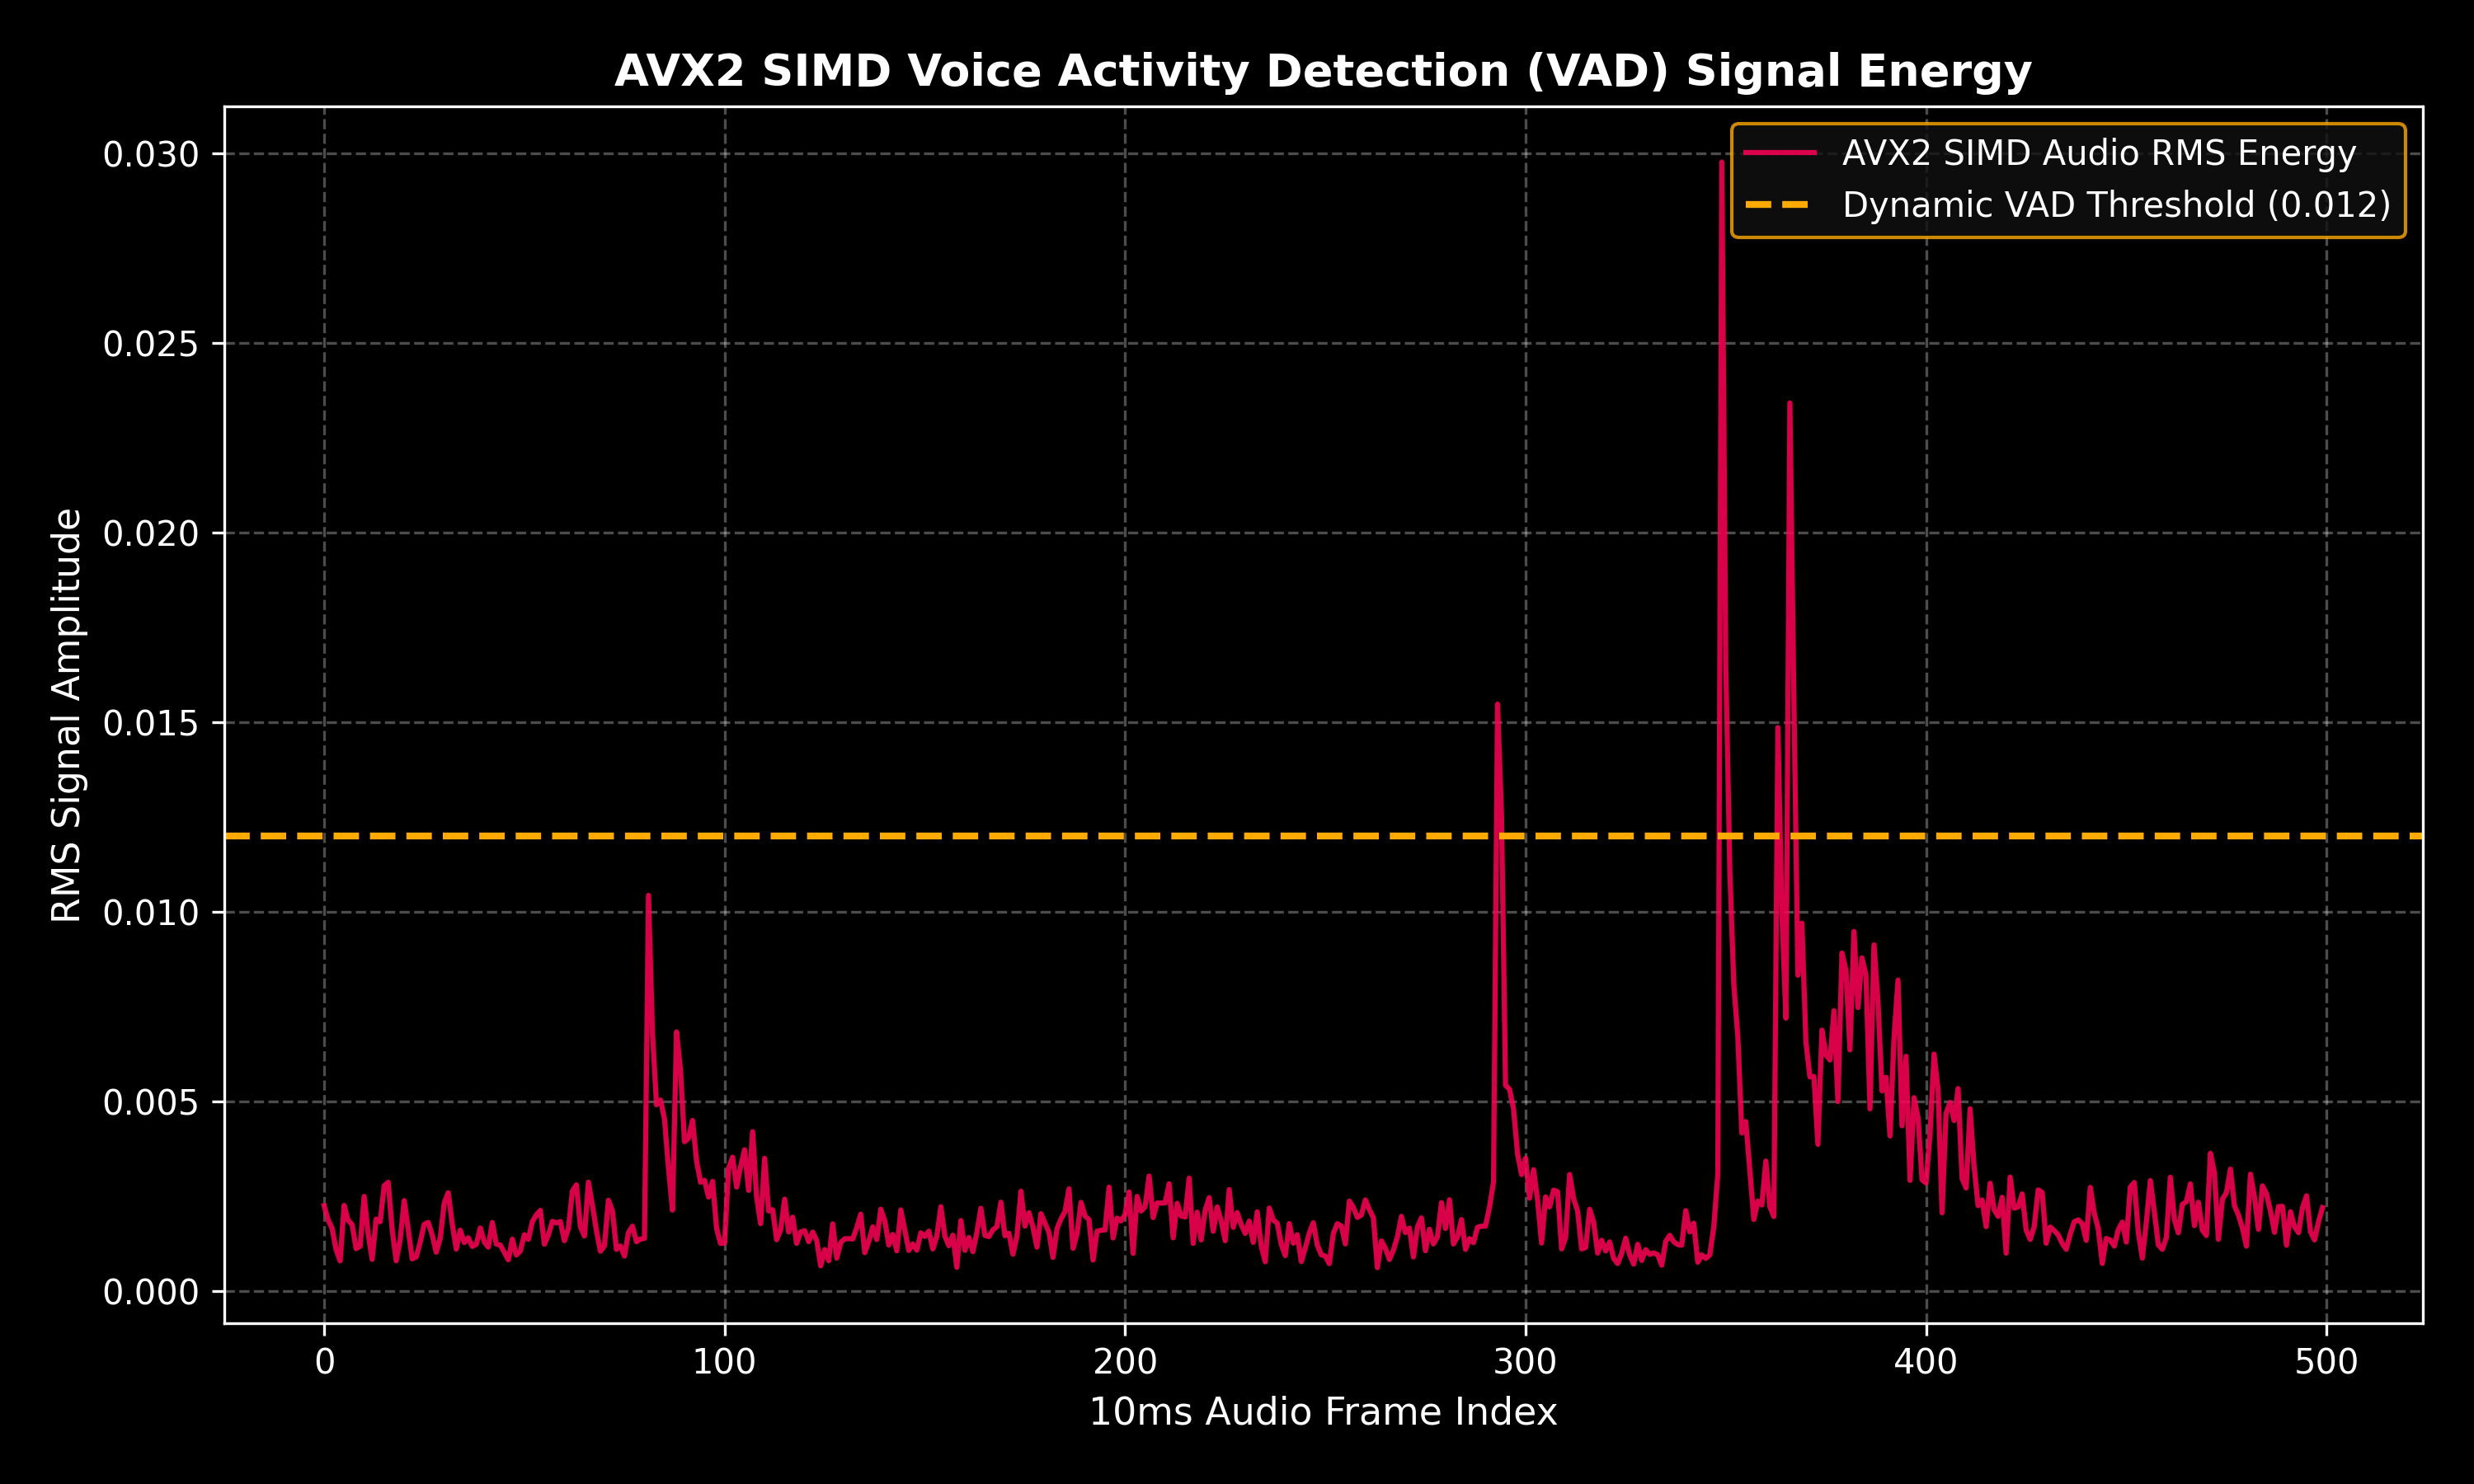 AVX2 SIMD Voice Activity Detection (VAD) Signal Energy
AVX2 SIMD Audio RMS Energy
Dynamic VAD Threshold (0.012)
RMS Signal Amplitude
0.030
0.025
0.020
0.015
0.010
0.005
0.000
0 100 200 300 400 500
10ms Audio Frame Index